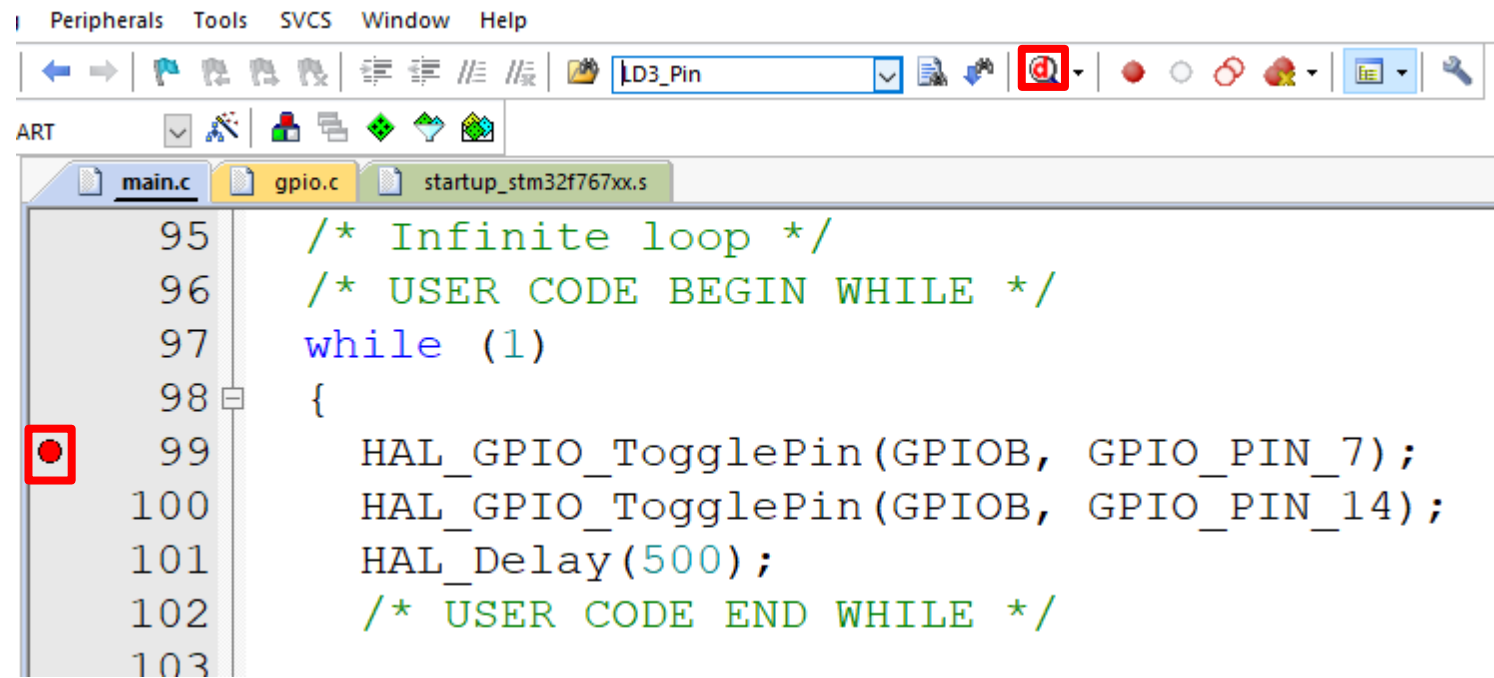 Peripherals Tools SVCS Window Help
LD3_Pin
d
ART
main.c gpio.c startup_stm32f767xx.s
95 /* Infinite loop */
96 /* USER CODE BEGIN WHILE */
97 while (1)
98 {
99 HAL_GPIO_TogglePin(GPIOB, GPIO_PIN_7);
100 HAL_GPIO_TogglePin(GPIOB, GPIO_PIN_14);
101 HAL_Delay(500);
102 /* USER CODE END WHILE */
103